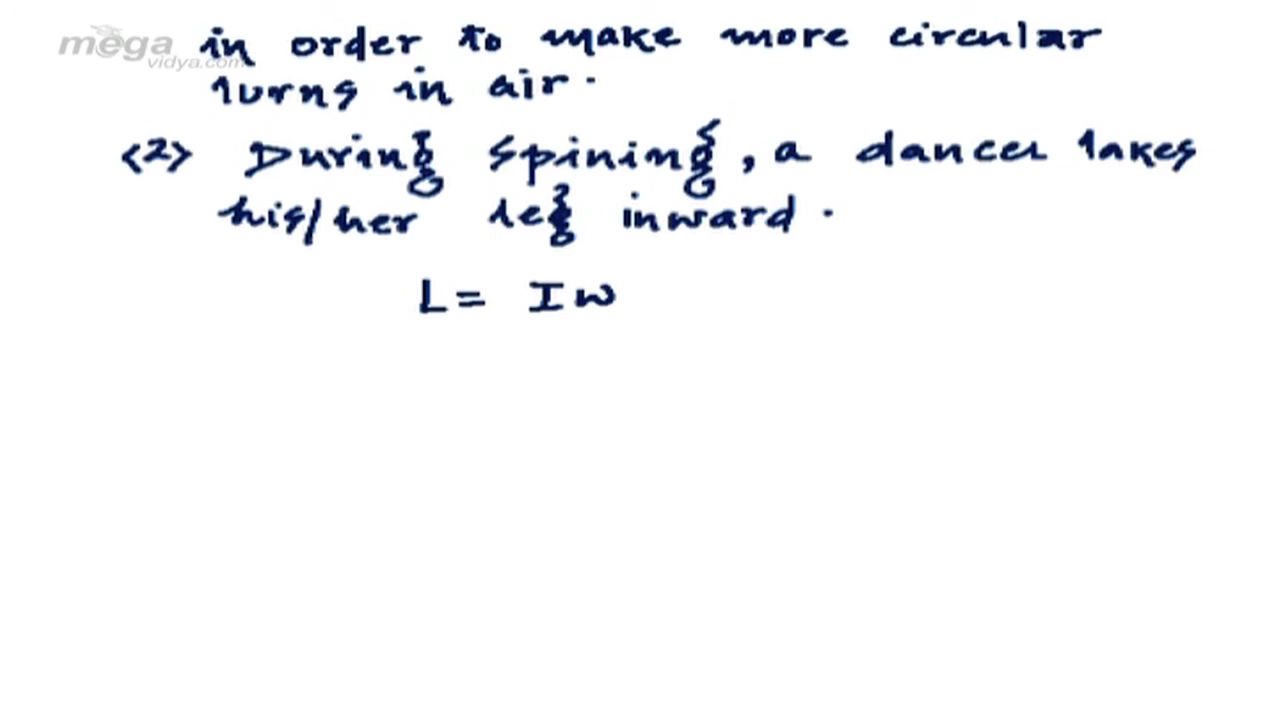 mega
vidya.com
in order to make more circular
turns in air.
<2> During spining, a dancer takes
his/her leg inward.
L = Iw